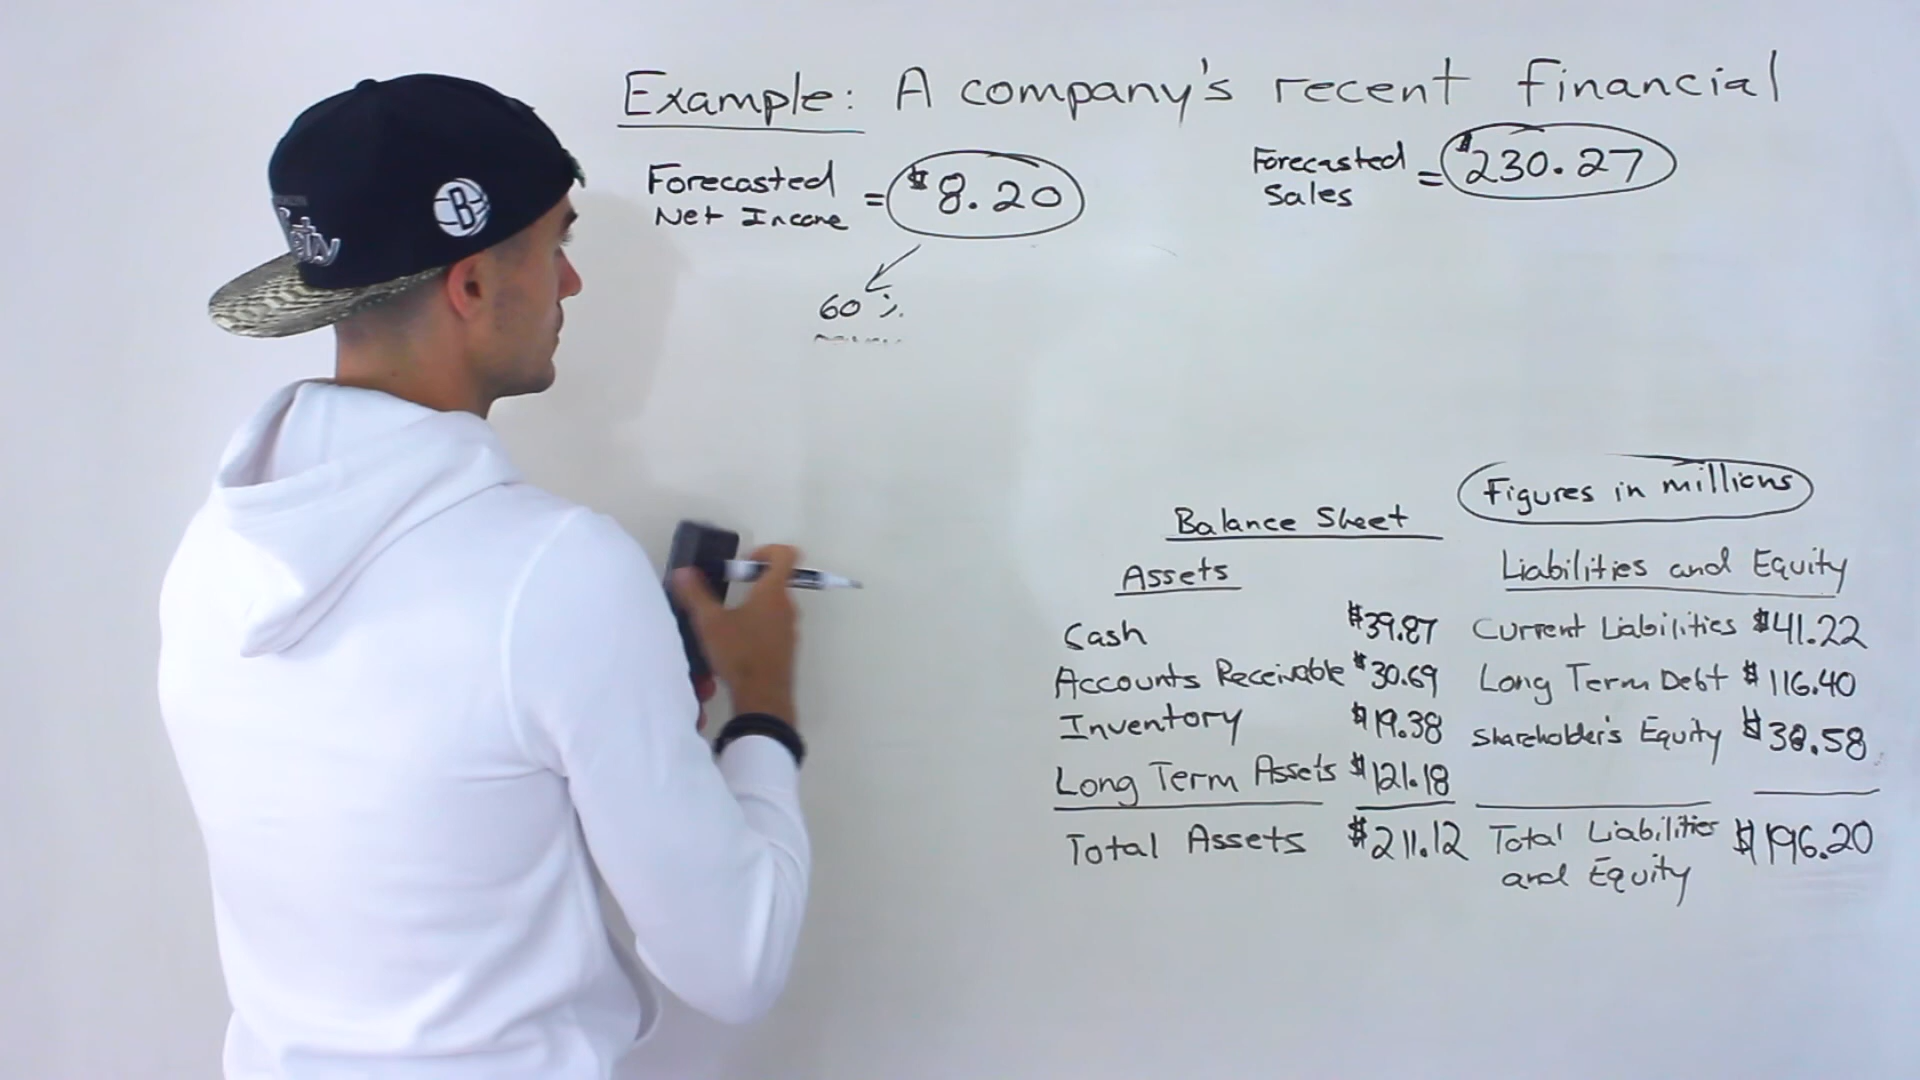 Example: A company's recent financial
Forecasted
Net Income
= $8.20
Forecasted
Sales
= $230.27
60%
Figures in millions
Balance Sheet
Assets
Liabilities and Equity
Cash $39.87
Current Liabilities $41.22
Accounts Receivable $30.69
Long Term Debt $116.40
Inventory $19.38
Shareholder's Equity $38.58
Long Term Assets $121.18
Total Assets $211.12
Total Liabilities
and Equity
$196.20
B